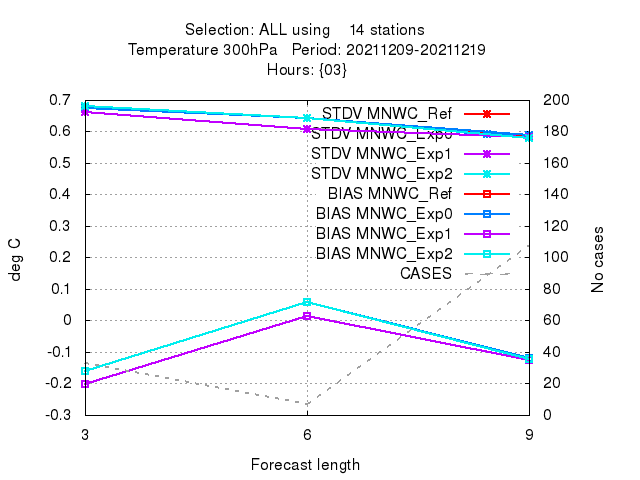 Selection: ALL using 14 stations
Temperature 300hPa Period: 20211209-20211219
Hours: {03}
0.7
0.6
0.5
0.4
0.3
0.2
0.1
0
-0.1
-0.2
-0.3
deg C
STDV MNWC_Ref
STDV MNWC_Exp0
STDV MNWC_Exp1
STDV MNWC_Exp2
BIAS MNWC_Ref
BIAS MNWC_Exp0
BIAS MNWC_Exp1
BIAS MNWC_Exp2
CASES
200
180
160
140
120
100
80
60
40
20
0
No cases
3 6 9
Forecast length